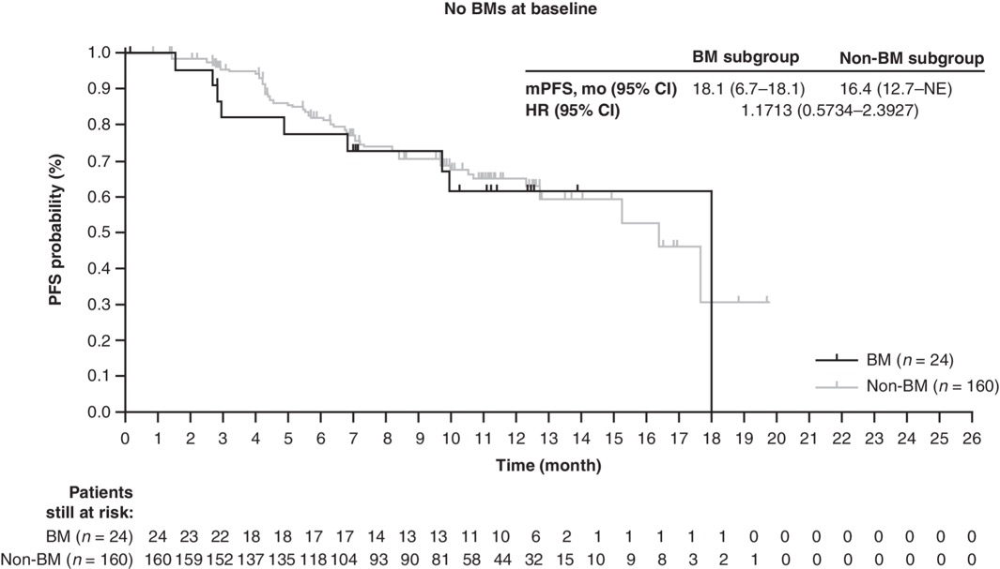 No BMs at baseline
BM subgroup Non-BM subgroup
mPFS, mo (95% CI) 18.1 (6.7–18.1) 16.4 (12.7–NE)
HR (95% CI) 1.1713 (0.5734–2.3927)
PFS probability (%)
1.0
0.9
0.8
0.7
0.6
0.5
0.4
0.3
0.2
0.1
0.0
BM (n = 24)
Non-BM (n = 160)
0 1 2 3 4 5 6 7 8 9 10 11 12 13 14 15 16 17 18 19 20 21 22 23 24 25 26
Time (month)
Patients
still at risk:
BM (n = 24) 24 23 22 18 18 17 17 14 13 13 11 10 6 2 1 1 1 1 1 0 0 0 0 0 0 0
Non-BM (n = 160) 160 159 152 137 135 118 104 93 90 81 58 44 32 15 10 9 8 3 2 1 0 0 0 0 0 0